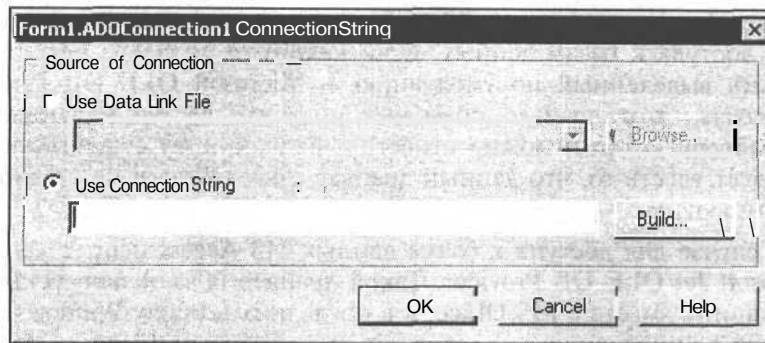 Form1.ADOConnection1 ConnectionString
Source of Connection
Use Data Link File
Browse..
Use Connection String
Build...
OK
Cancel
Help